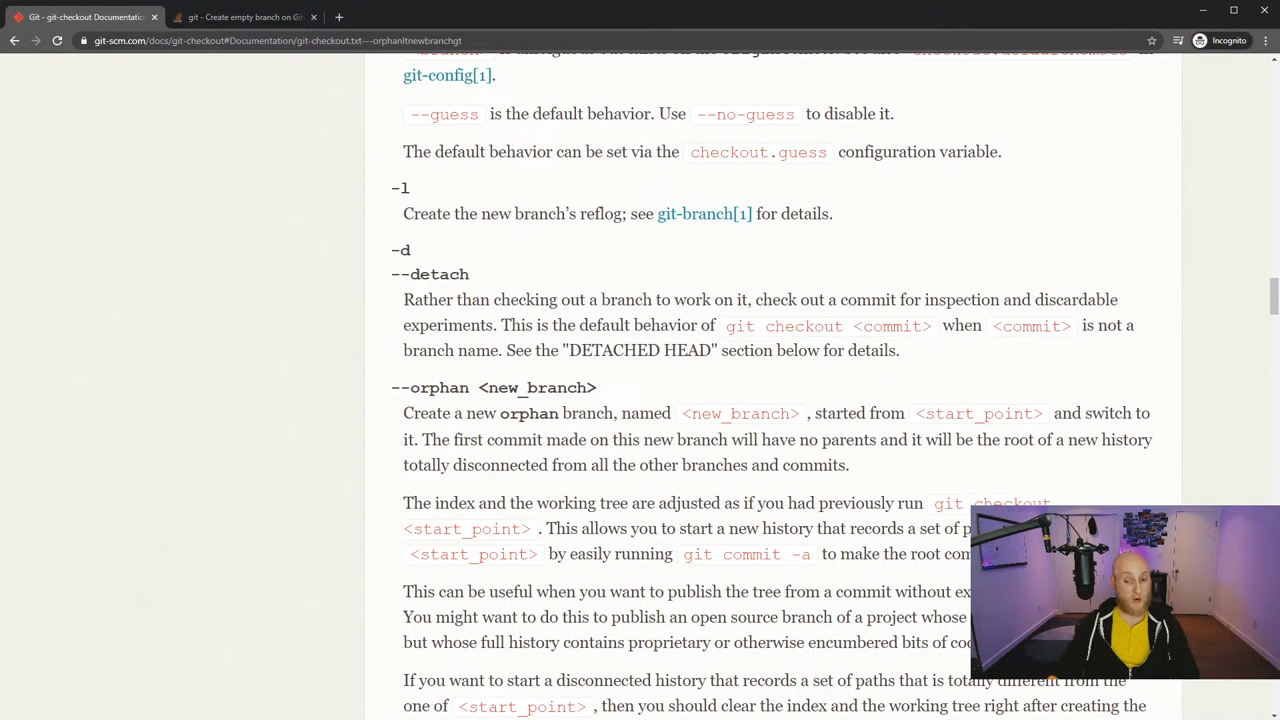 Git - git-checkout Documentatio
git - Create empty branch on Git
git-scm.com/docs/git-checkout#Documentation/git-checkout.txt---orphanltnewbranchgt
Incognito
git-config[1].
--guess is the default behavior. Use --no-guess to disable it.
The default behavior can be set via the checkout.guess configuration variable.
-l
Create the new branch’s reflog; see git-branch[1] for details.
-d
--detach
Rather than checking out a branch to work on it, check out a commit for inspection and discardable
experiments. This is the default behavior of git checkout <commit> when <commit> is not a
branch name. See the "DETACHED HEAD" section below for details.
--orphan <new_branch>
Create a new orphan branch, named <new_branch>, started from <start_point> and switch to
it. The first commit made on this new branch will have no parents and it will be the root of a new history
totally disconnected from all the other branches and commits.
The index and the working tree are adjusted as if you had previously run git checkout
<start_point>. This allows you to start a new history that records a set of
<start_point> by easily running git commit -a to make the root
This can be useful when you want to publish the tree from a commit without
You might want to do this to publish an open source branch of a project whose
but whose full history contains proprietary or otherwise encumbered bits of
If you want to start a disconnected history that records a set of paths that is totally different from the
one of <start_point>, then you should clear the index and the working tree right after creating the